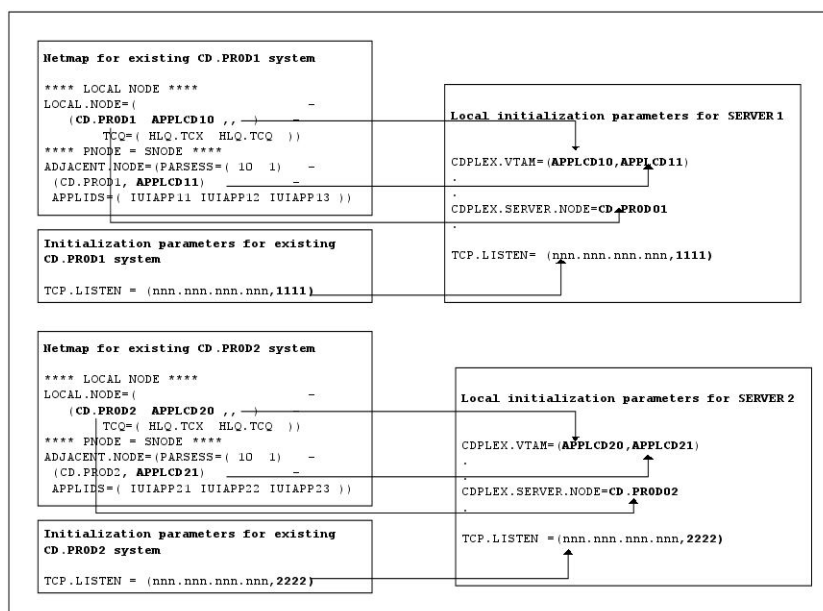 Netmap for existing CD.PROD1 system
**** LOCAL NODE ****
LOCAL.NODE=( -
(CD.PROD1 APPLCD10 ,, ) -
TCQ=( HLQ.TCX HLQ.TCQ ))
**** PNODE = SNODE ****
ADJACENT.NODE=(PARSESS=( 10 1) -
(CD.PROD1, APPLCD11) -
APPLIDS=( IUIAPP11 IUIAPP12 IUIAPP13 ))
Initialization parameters for existing
CD.PROD1 system
TCP.LISTEN = (nnn.nnn.nnn.nnn,1111)
Local initialization parameters for SERVER1
CDPLEX.VTAM=(APPLCD10,APPLCD11)
.
.
CDPLEX.SERVER.NODE=CD.PROD01
.
TCP.LISTEN= (nnn.nnn.nnn.nnn,1111)
Netmap for existing CD.PROD2 system
**** LOCAL NODE ****
LOCAL.NODE=( -
(CD.PROD2 APPLCD20 ,, ) -
TCQ=( HLQ.TCX HLQ.TCQ ))
**** PNODE = SNODE ****
ADJACENT.NODE=(PARSESS=( 10 1) -
(CD.PROD2, APPLCD21) -
APPLIDS=( IUIAPP21 IUIAPP22 IUIAPP23 ))
Initialization parameters for existing
CD.PROD2 system
TCP.LISTEN = (nnn.nnn.nnn.nnn,2222)
Local initialization parameters for SERVER2
CDPLEX.VTAM=(APPLCD20,APPLCD21)
.
.
CDPLEX.SERVER.NODE=CD.PROD02
.
TCP.LISTEN =(nnn.nnn.nnn.nnn,2222)